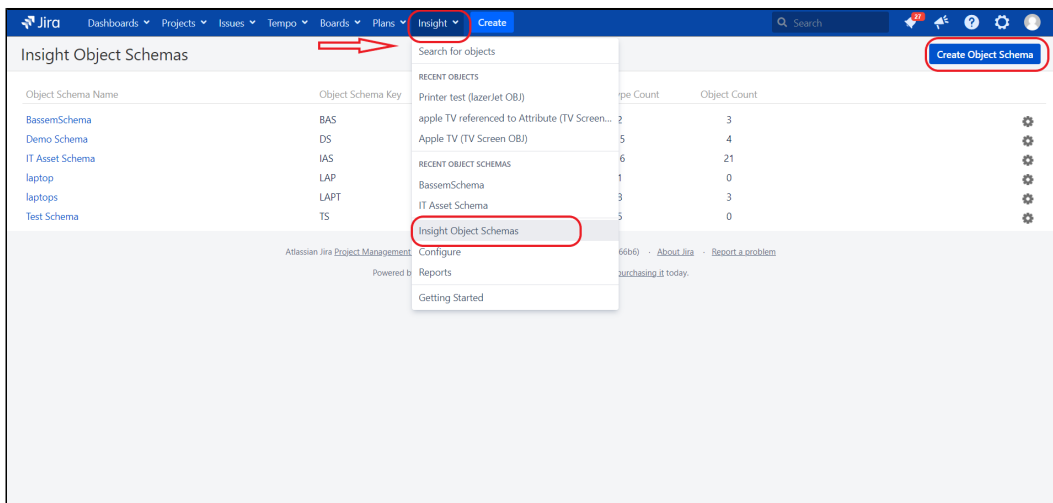 Jira Dashboards Projects Issues Tempo Boards Plans Insight Create Search 27
Insight Object Schemas Create Object Schema
Search for objects
RECENT OBJECTS
Object Schema Name Object Schema Key Printer test (lazerJet OBJ) ype Count Object Count
BassemSchema BAS apple TV referenced to Attribute (TV Screen... 2 3
Demo Schema DS Apple TV (TV Screen OBJ) 5 4
IT Asset Schema IAS RECENT OBJECT SCHEMAS 6 21
laptop LAP BassemSchema 1 0
laptops LAPT IT Asset Schema 3 3
Test Schema TS 0
Insight Object Schemas
Atlassian Jira Project Management Configure 66b6) · About Jira · Report a problem
Powered b Reports purchasing it today.
Getting Started